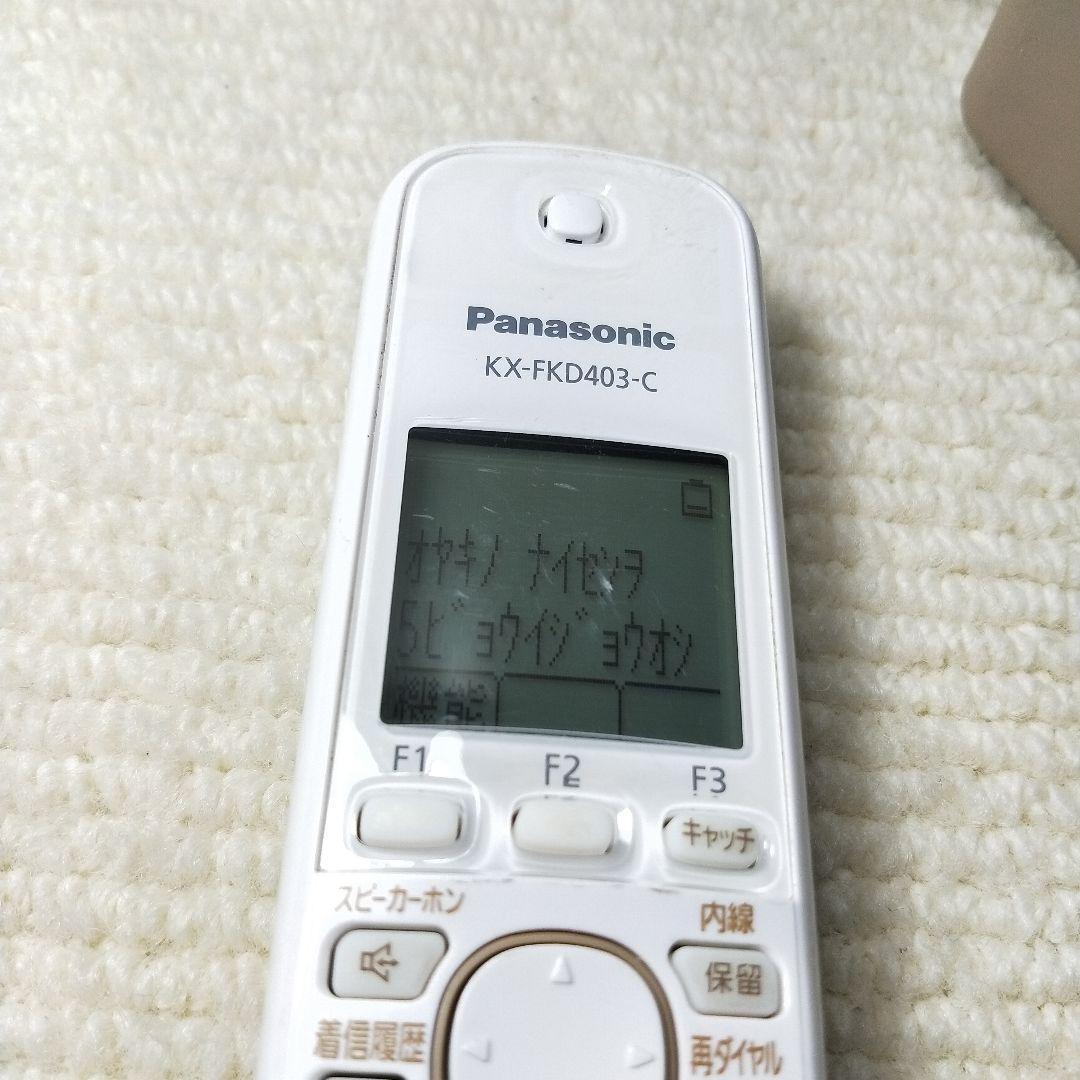 Panasonic
KX-FKD403-C
オヤキノ ナイセンヲ
5ビョウイジョウオシ
機能
F1
F2
F3
キャッチ
スピーカーホン
内線
保留
着信履歴
再ダイヤル